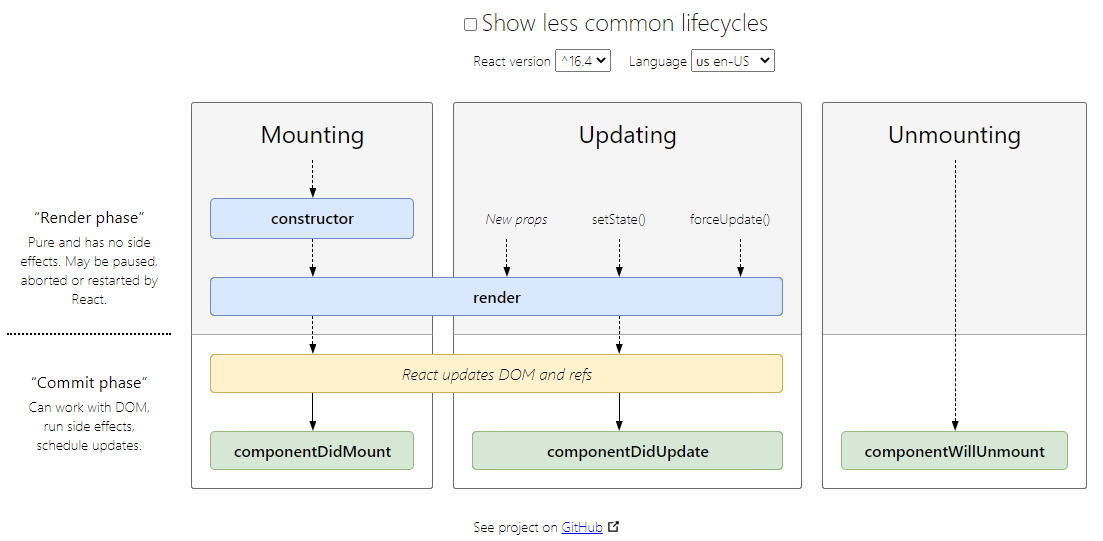 Show less common lifecycles
React version ^16.4 Language us en-US
Mounting
Updating
Unmounting
“Render phase”
Pure and has no side
effects. May be paused,
aborted or restarted by
React.
constructor
New props
setState()
forceUpdate()
render
“Commit phase”
Can work with DOM,
run side effects,
schedule updates.
React updates DOM and refs
componentDidMount
componentDidUpdate
componentWillUnmount
See project on GitHub